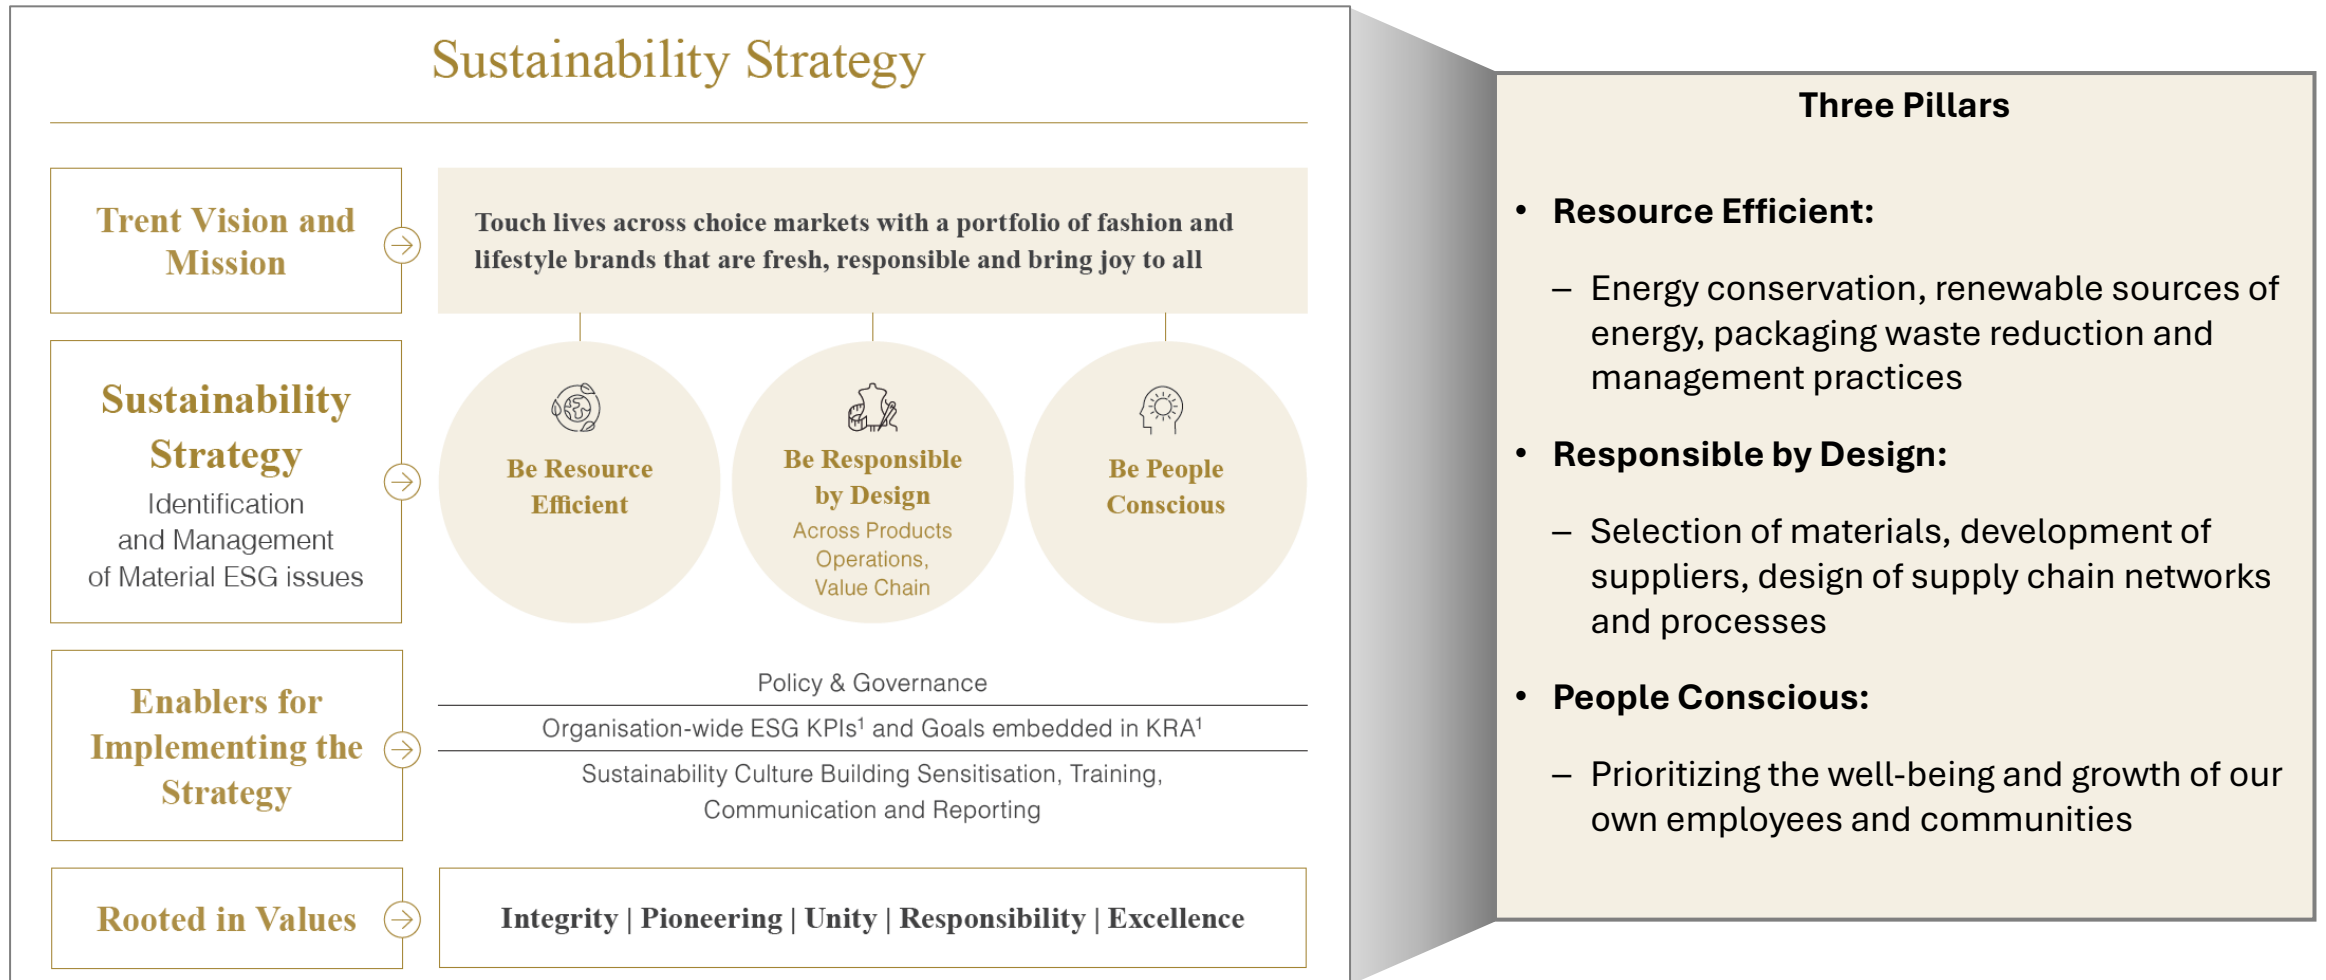 Sustainability Strategy
Trent Vision and
Mission
Touch lives across choice markets with a portfolio of fashion and
lifestyle brands that are fresh, responsible and bring joy to all
Sustainability
Strategy
Identification
and Management
of Material ESG issues
Be Resource
Efficient
Be Responsible
by Design
Across Products
Operations,
Value Chain
Be People
Conscious
Enablers for
Implementing the
Strategy
Policy & Governance
Organisation-wide ESG KPIs¹ and Goals embedded in KRA¹
Sustainability Culture Building Sensitisation, Training,
Communication and Reporting
Rooted in Values
Integrity | Pioneering | Unity | Responsibility | Excellence
Three Pillars
• Resource Efficient:
– Energy conservation, renewable sources of
energy, packaging waste reduction and
management practices
• Responsible by Design:
– Selection of materials, development of
suppliers, design of supply chain networks
and processes
• People Conscious:
– Prioritizing the well-being and growth of our
own employees and communities